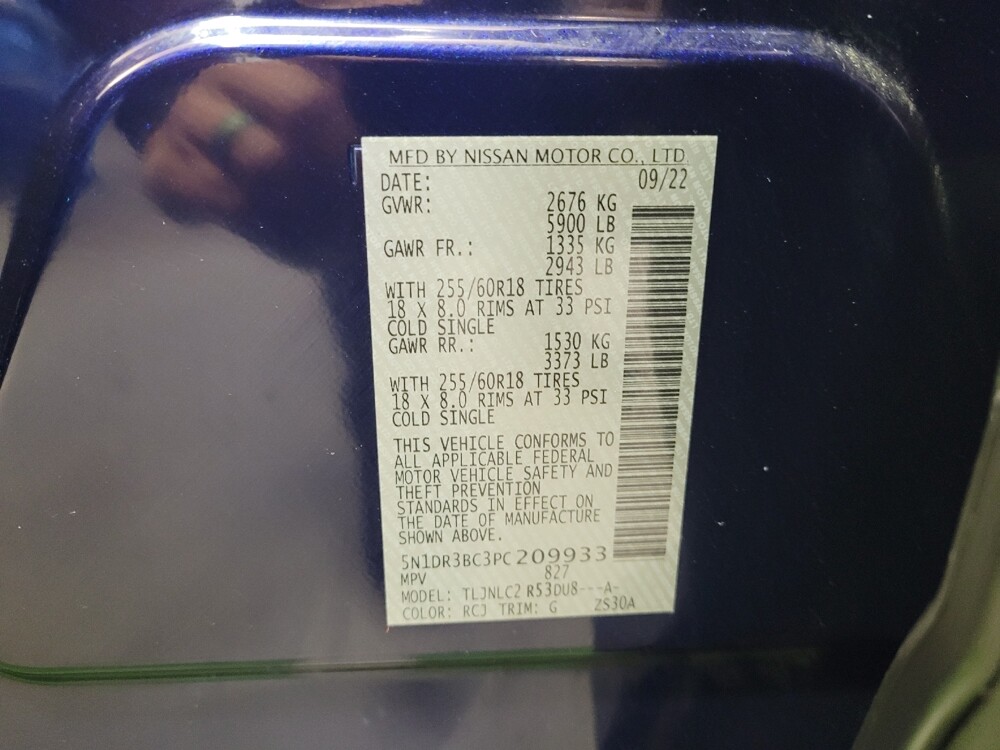 MFD BY NISSAN MOTOR CO., LTD.
DATE: 09/22
GVWR: 2676 KG
5900 LB
GAWR FR.: 1335 KG
2943 LB
WITH 255/60R18 TIRES
18 X 8.0 RIMS AT 33 PSI
COLD SINGLE
GAWR RR.: 1530 KG
3373 LB
WITH 255/60R18 TIRES
18 X 8.0 RIMS AT 33 PSI
COLD SINGLE
THIS VEHICLE CONFORMS TO
ALL APPLICABLE FEDERAL
MOTOR VEHICLE SAFETY AND
THEFT PREVENTION
STANDARDS IN EFFECT ON
THE DATE OF MANUFACTURE
SHOWN ABOVE.
5N1DR3BC3PC209933
MPV 827
MODEL: TLJNLC2 R53DU8---A-
COLOR: RCJ TRIM: G ZS30A